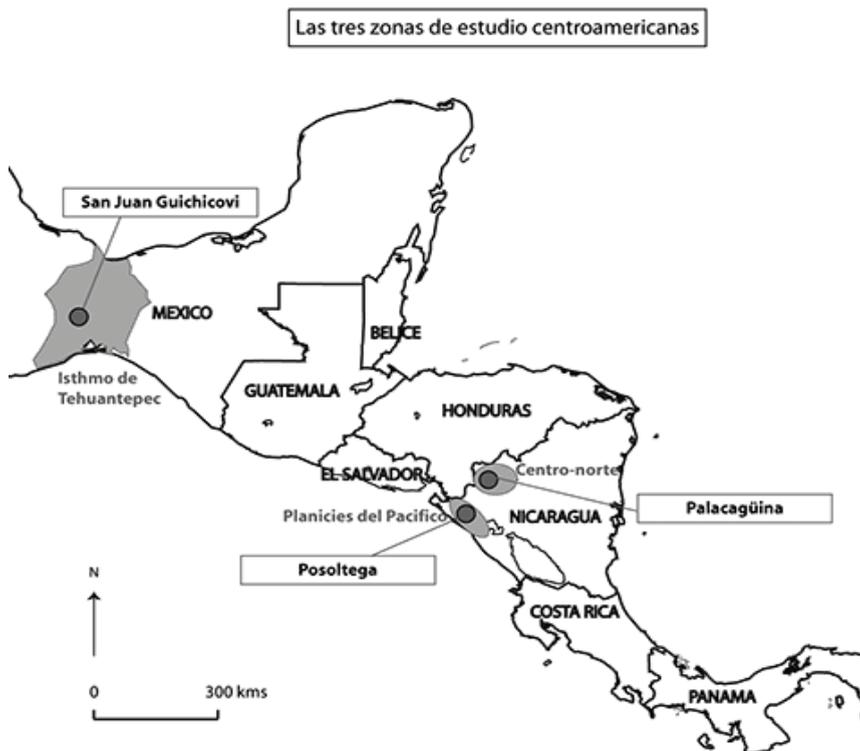 Las tres zonas de estudio centroamericanas
San Juan Guichicovi
MEXICO
BELICE
Isthmo de
Tehuantepec
GUATEMALA
HONDURAS
EL SALVADOR
Centro-norte
Planicies del Pacifico
NICARAGUA
Palacagüina
Posoltega
N
COSTA RICA
0 300 kms
PANAMA